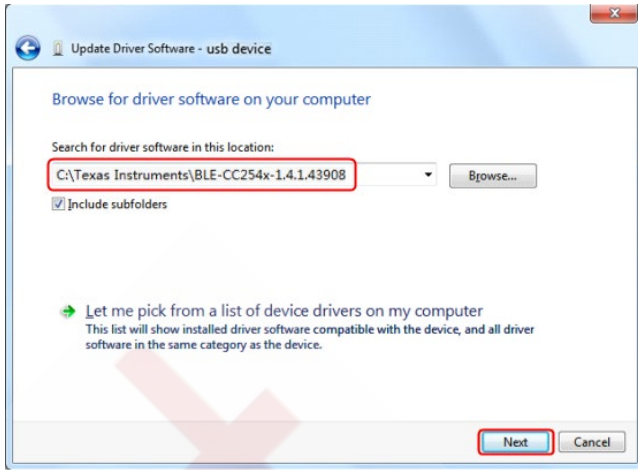 Update Driver Software - usb device
Browse for driver software on your computer
Search for driver software in this location:
C:\Texas Instruments\BLE-CC254x-1.4.1.43908
Browse...
Include subfolders
Let me pick from a list of device drivers on my computer
This list will show installed driver software compatible with the device, and all driver
software in the same category as the device.
Next
Cancel